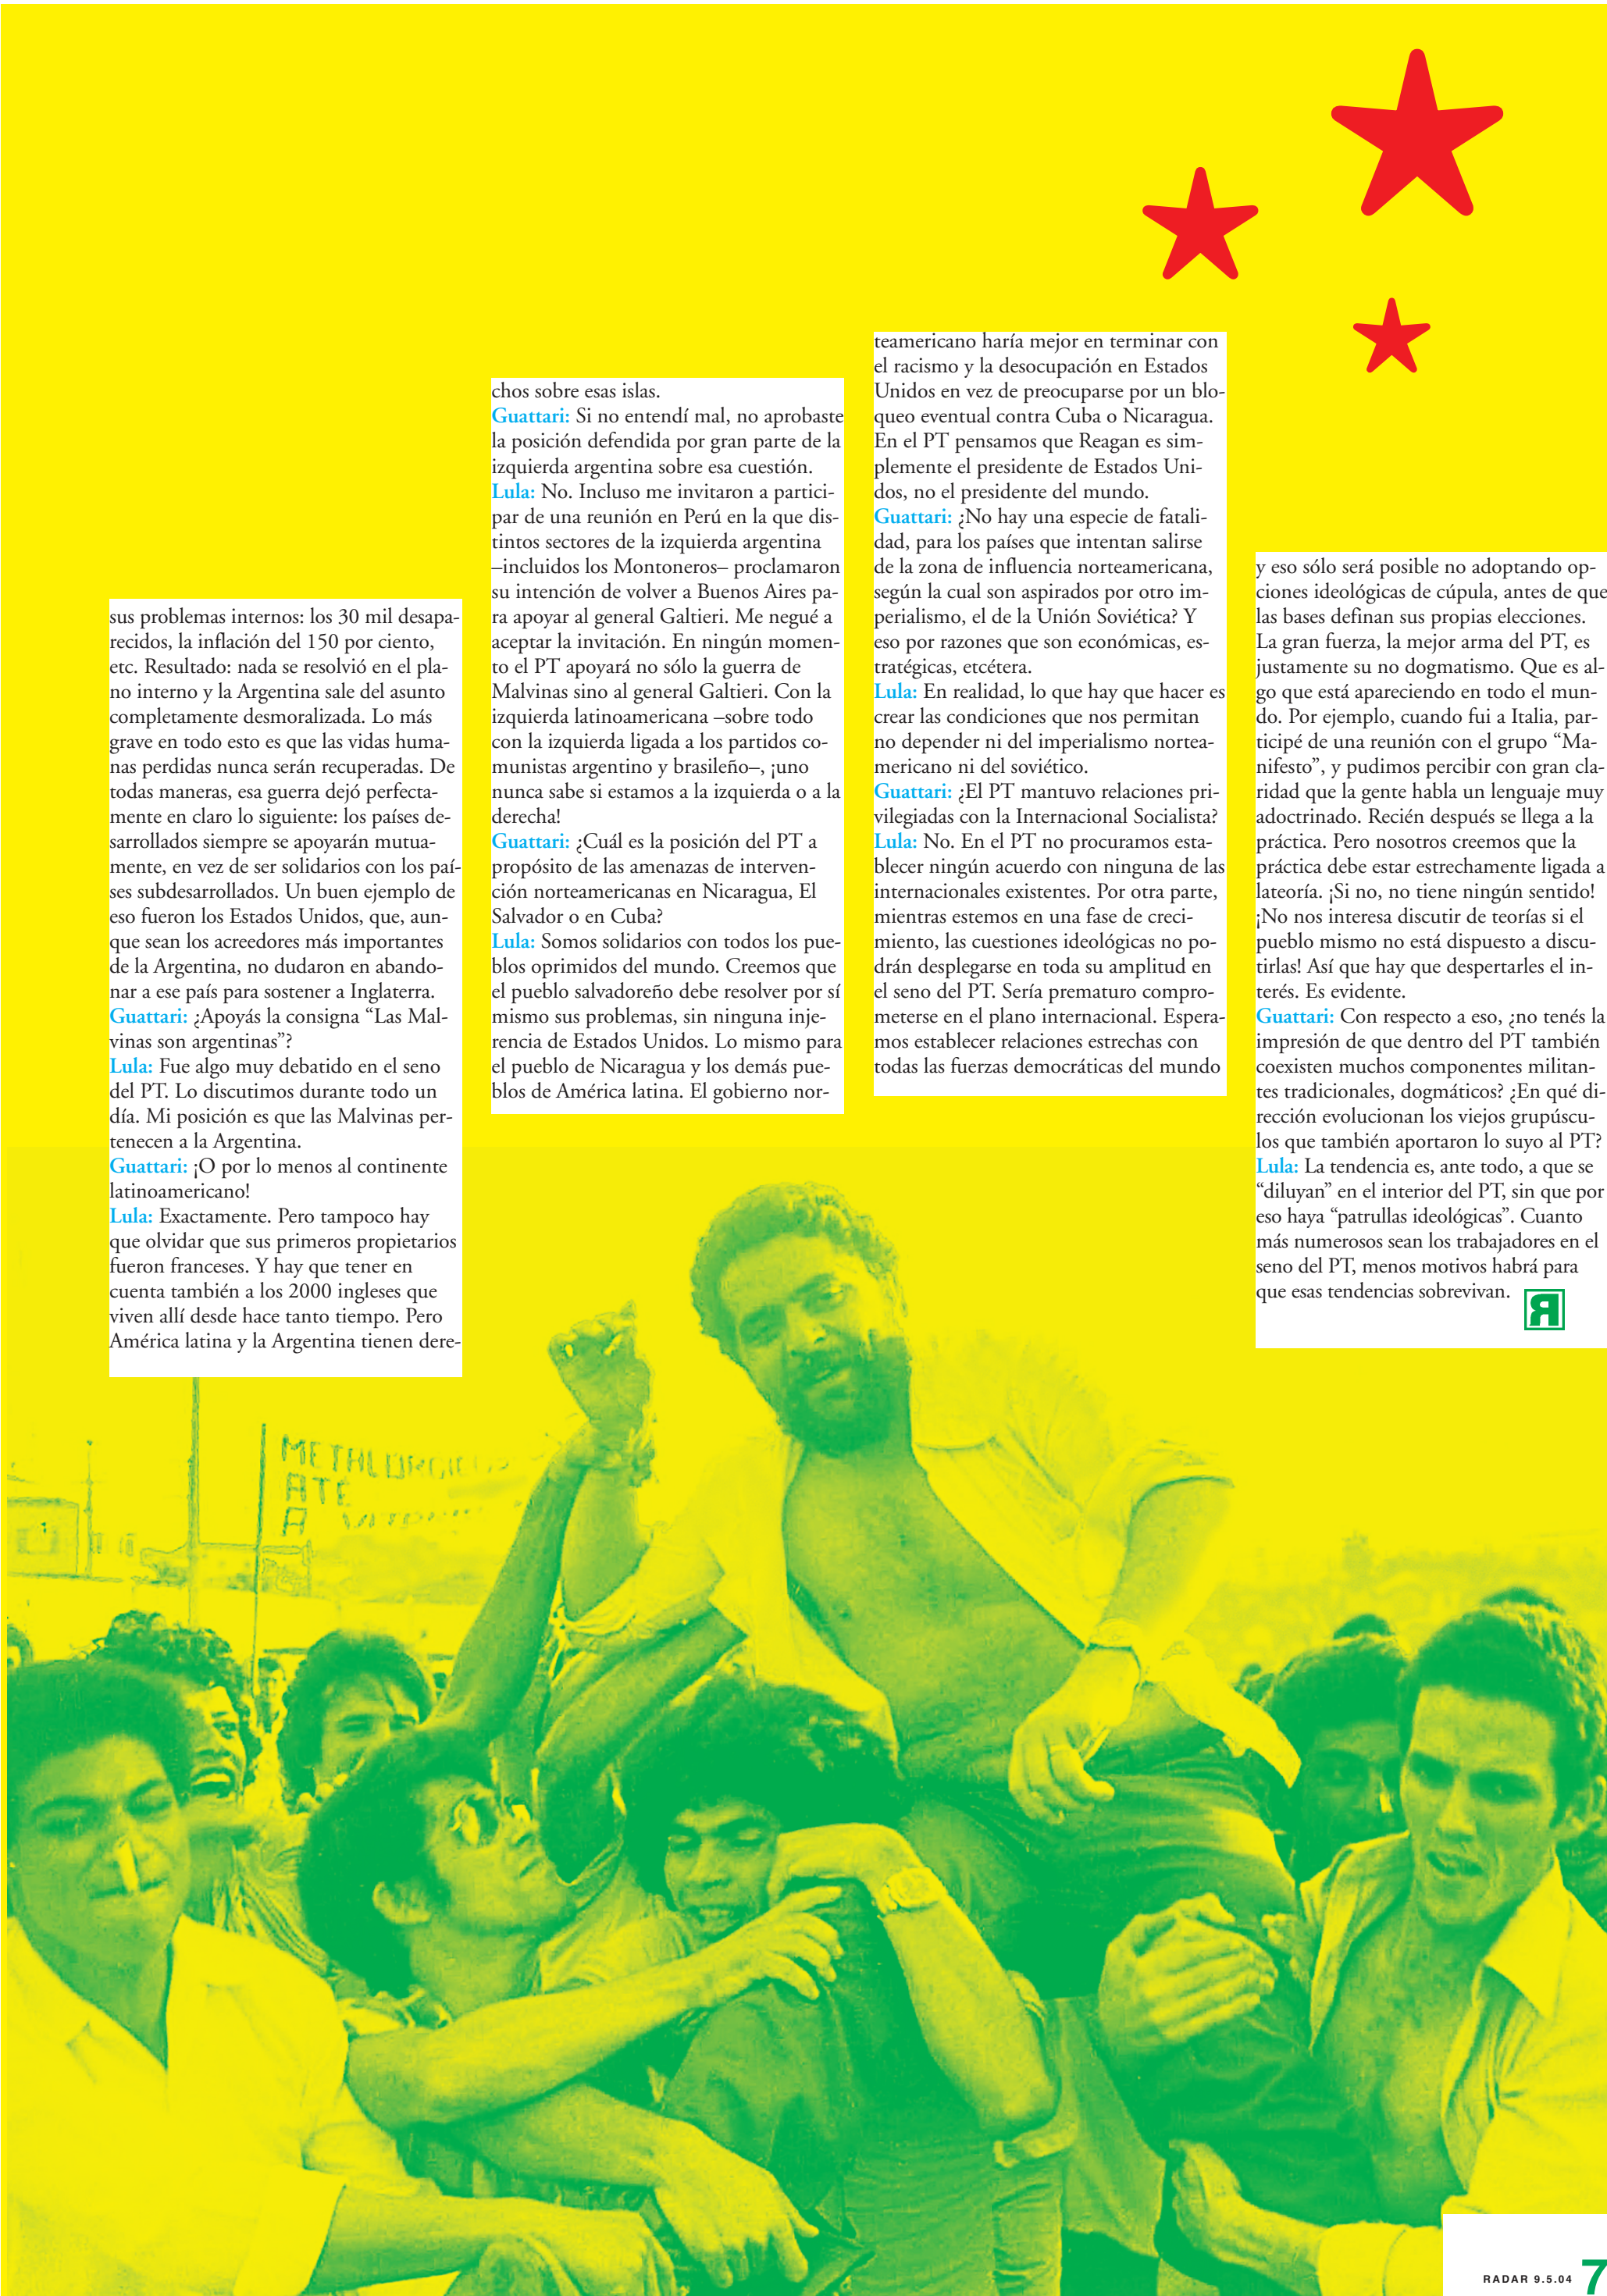 sus problemas internos: los 30 mil desapa-
recidos, la inflación del 150 por ciento,
etc. Resultado: nada se resolvió en el pla-
no interno y la Argentina sale del asunto
completamente desmoralizada. Lo más
grave en todo esto es que las vidas huma-
nas perdidas nunca serán recuperadas. De
todas maneras, esa guerra dejó perfecta-
mente en claro lo siguiente: los países de-
sarrollados siempre se apoyarán mutua-
mente, en vez de ser solidarios con los paí-
ses subdesarrollados. Un buen ejemplo de
eso fueron los Estados Unidos, que, aun-
que sean los acreedores más importantes
de la Argentina, no dudaron en abando-
nar a ese país para sostener a Inglaterra.
Guattari: ¿Apoyás la consigna “Las Mal-
vinas son argentinas”?
Lula: Fue algo muy debatido en el seno
del PT. Lo discutimos durante todo un
día. Mi posición es que las Malvinas per-
tenecen a la Argentina.
Guattari: ¡O por lo menos al continente
latinoamericano!
Lula: Exactamente. Pero tampoco hay
que olvidar que sus primeros propietarios
fueron franceses. Y hay que tener en
cuenta también a los 2000 ingleses que
viven allí desde hace tanto tiempo. Pero
América latina y la Argentina tienen dere-
chos sobre esas islas.
Guattari: Si no entendí mal, no aprobaste
la posición defendida por gran parte de la
izquierda argentina sobre esa cuestión.
Lula: No. Incluso me invitaron a partici-
par de una reunión en Perú en la que dis-
tintos sectores de la izquierda argentina
–incluidos los Montoneros– proclamaron
su intención de volver a Buenos Aires pa-
ra apoyar al general Galtieri. Me negué a
aceptar la invitación. En ningún momen-
to el PT apoyará no sólo la guerra de
Malvinas sino al general Galtieri. Con la
izquierda latinoamericana –sobre todo
con la izquierda ligada a los partidos co-
munistas argentino y brasileño–, ¡uno
nunca sabe si estamos a la izquierda o a la
derecha!
Guattari: ¿Cuál es la posición del PT a
propósito de las amenazas de interven-
ción norteamericanas en Nicaragua, El
Salvador o en Cuba?
Lula: Somos solidarios con todos los pue-
blos oprimidos del mundo. Creemos que
el pueblo salvadoreño debe resolver por sí
mismo sus problemas, sin ninguna inje-
rencia de Estados Unidos. Lo mismo para
el pueblo de Nicaragua y los demás pue-
blos de América latina. El gobierno nor-
teamericano haría mejor en terminar con
el racismo y la desocupación en Estados
Unidos en vez de preocuparse por un blo-
queo eventual contra Cuba o Nicaragua.
En el PT pensamos que Reagan es sim-
plemente el presidente de Estados Uni-
dos, no el presidente del mundo.
Guattari: ¿No hay una especie de fatali-
dad, para los países que intentan salirse
de la zona de influencia norteamericana,
según la cual son aspirados por otro im-
perialismo, el de la Unión Soviética? Y
eso por razones que son económicas, es-
tratégicas, etcétera.
Lula: En realidad, lo que hay que hacer es
crear las condiciones que nos permitan
no depender ni del imperialismo nortea-
mericano ni del soviético.
Guattari: ¿El PT mantuvo relaciones pri-
vilegiadas con la Internacional Socialista?
Lula: No. En el PT no procuramos esta-
blecer ningún acuerdo con ninguna de las
internacionales existentes. Por otra parte,
mientras estemos en una fase de creci-
miento, las cuestiones ideológicas no po-
drán desplegarse en toda su amplitud en
el seno del PT. Sería prematuro compro-
meterse en el plano internacional. Espera-
mos establecer relaciones estrechas con
todas las fuerzas democráticas del mundo
y eso sólo será posible no adoptando op-
ciones ideológicas de cúpula, antes de que
las bases definan sus propias elecciones.
La gran fuerza, la mejor arma del PT, es
justamente su no dogmatismo. Que es al-
go que está apareciendo en todo el mun-
do. Por ejemplo, cuando fui a Italia, par-
ticipé de una reunión con el grupo “Ma-
nifesto”, y pudimos percibir con gran cla-
ridad que la gente habla un lenguaje muy
adoctrinado. Recién después se llega a la
práctica. Pero nosotros creemos que la
práctica debe estar estrechamente ligada a
lateoría. ¡Si no, no tiene ningún sentido!
¡No nos interesa discutir de teorías si el
pueblo mismo no está dispuesto a discu-
tirlas! Así que hay que despertarles el in-
terés. Es evidente.
Guattari: Con respecto a eso, ¿no tenés la
impresión de que dentro del PT también
coexisten muchos componentes militan-
tes tradicionales, dogmáticos? ¿En qué di-
rección evolucionan los viejos grupúscu-
los que también aportaron lo suyo al PT?
Lula: La tendencia es, ante todo, a que se
“diluyan” en el interior del PT, sin que por
eso haya “patrullas ideológicas”. Cuanto
más numerosos sean los trabajadores en el
seno del PT, menos motivos habrá para
que esas tendencias sobrevivan.
METALURGICOS
ATE
A
RADAR 9.5.04 7